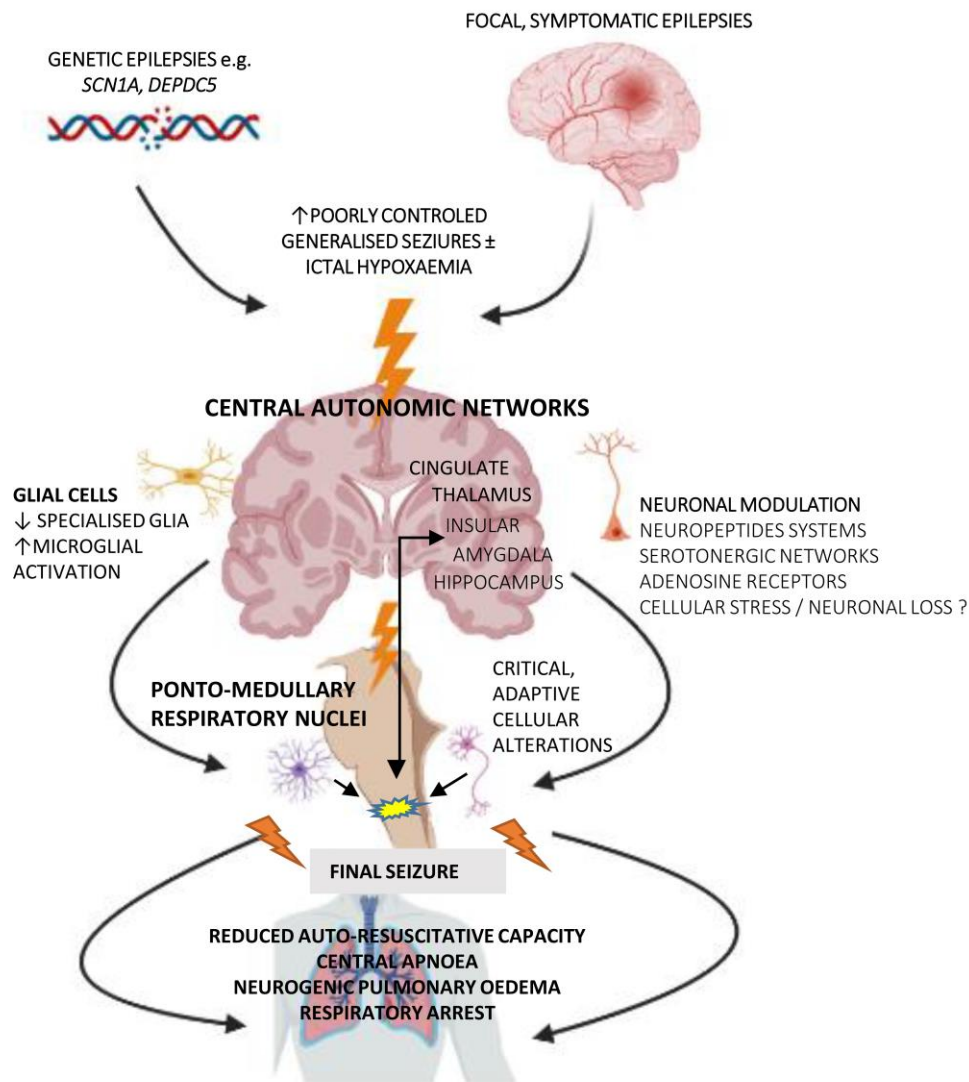 GENETIC EPILEPSIES e.g.
SCN1A, DEPDC5
FOCAL, SYMPTOMATIC EPILEPSIES
↑POORLY CONTROLED
GENERALISED SEZIURES ±
ICTAL HYPOXAEMIA
CENTRAL AUTONOMIC NETWORKS
CINGULATE
THALAMUS
INSULAR
AMYGDALA
HIPPOCAMPUS
GLIAL CELLS
↓ SPECIALISED GLIA
↑MICROGLIAL
ACTIVATION
NEURONAL MODULATION
NEUROPEPTIDES SYSTEMS
SEROTONERGIC NETWORKS
ADENOSINE RECEPTORS
CELLULAR STRESS / NEURONAL LOSS ?
PONTO-MEDULLARY
RESPIRATORY NUCLEI
CRITICAL,
ADAPTIVE
CELLULAR
ALTERATIONS
FINAL SEIZURE
REDUCED AUTO-RESUSCITATIVE CAPACITY
CENTRAL APNOEA
NEUROGENIC PULMONARY OEDEMA
RESPIRATORY ARREST